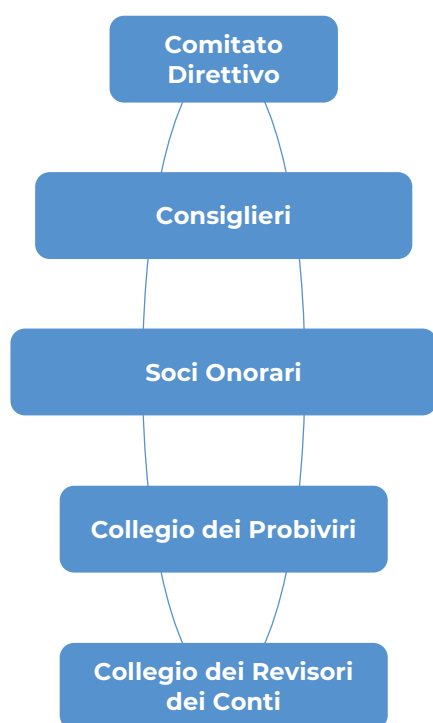 Comitato
Direttivo
Consiglieri
Soci Onorari
Collegio dei Probiviri
Collegio dei Revisori
dei Conti